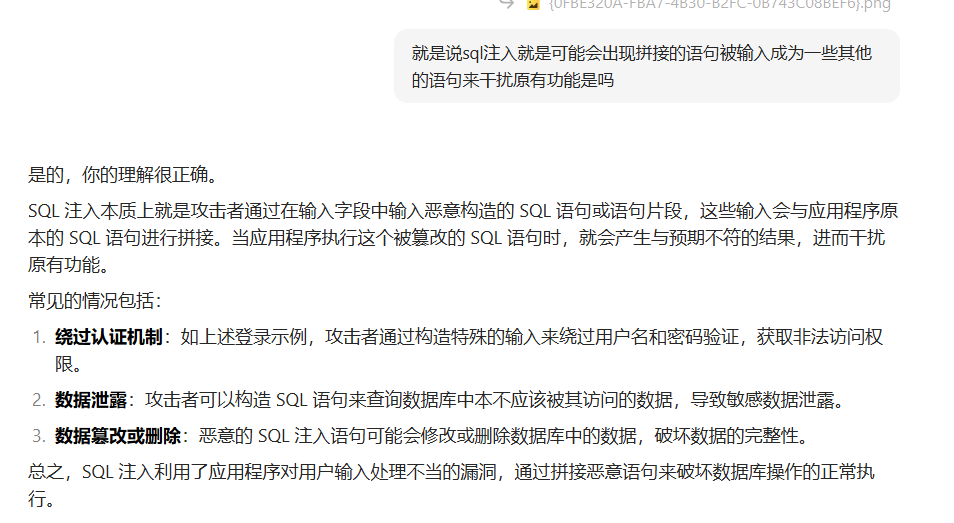 {0FBE320A-FBA7-4B30-B2FC-0B743C08BEF6}.png
就是说sql注入就是可能会出现拼接的语句被输入成为一些其他
的语句来干扰原有功能是吗
是的，你的理解很正确。
SQL 注入本质上就是攻击者通过在输入字段中输入恶意构造的 SQL 语句或语句片段，这些输入会与应用程序原
本的 SQL 语句进行拼接。当应用程序执行这个被篡改的 SQL 语句时，就会产生与预期不符的结果，进而干扰
原有功能。
常见的情况包括：
1. 绕过认证机制：如上述登录示例，攻击者通过构造特殊的输入来绕过用户名和密码验证，获取非法访问权
限。
2. 数据泄露：攻击者可以构造 SQL 语句来查询数据库中本不应该被其访问的数据，导致敏感数据泄露。
3. 数据篡改或删除：恶意的 SQL 注入语句可能会修改或删除数据库中的数据，破坏数据的完整性。
总之，SQL 注入利用了应用程序对用户输入处理不当的漏洞，通过拼接恶意语句来破坏数据库操作的正常执
行。